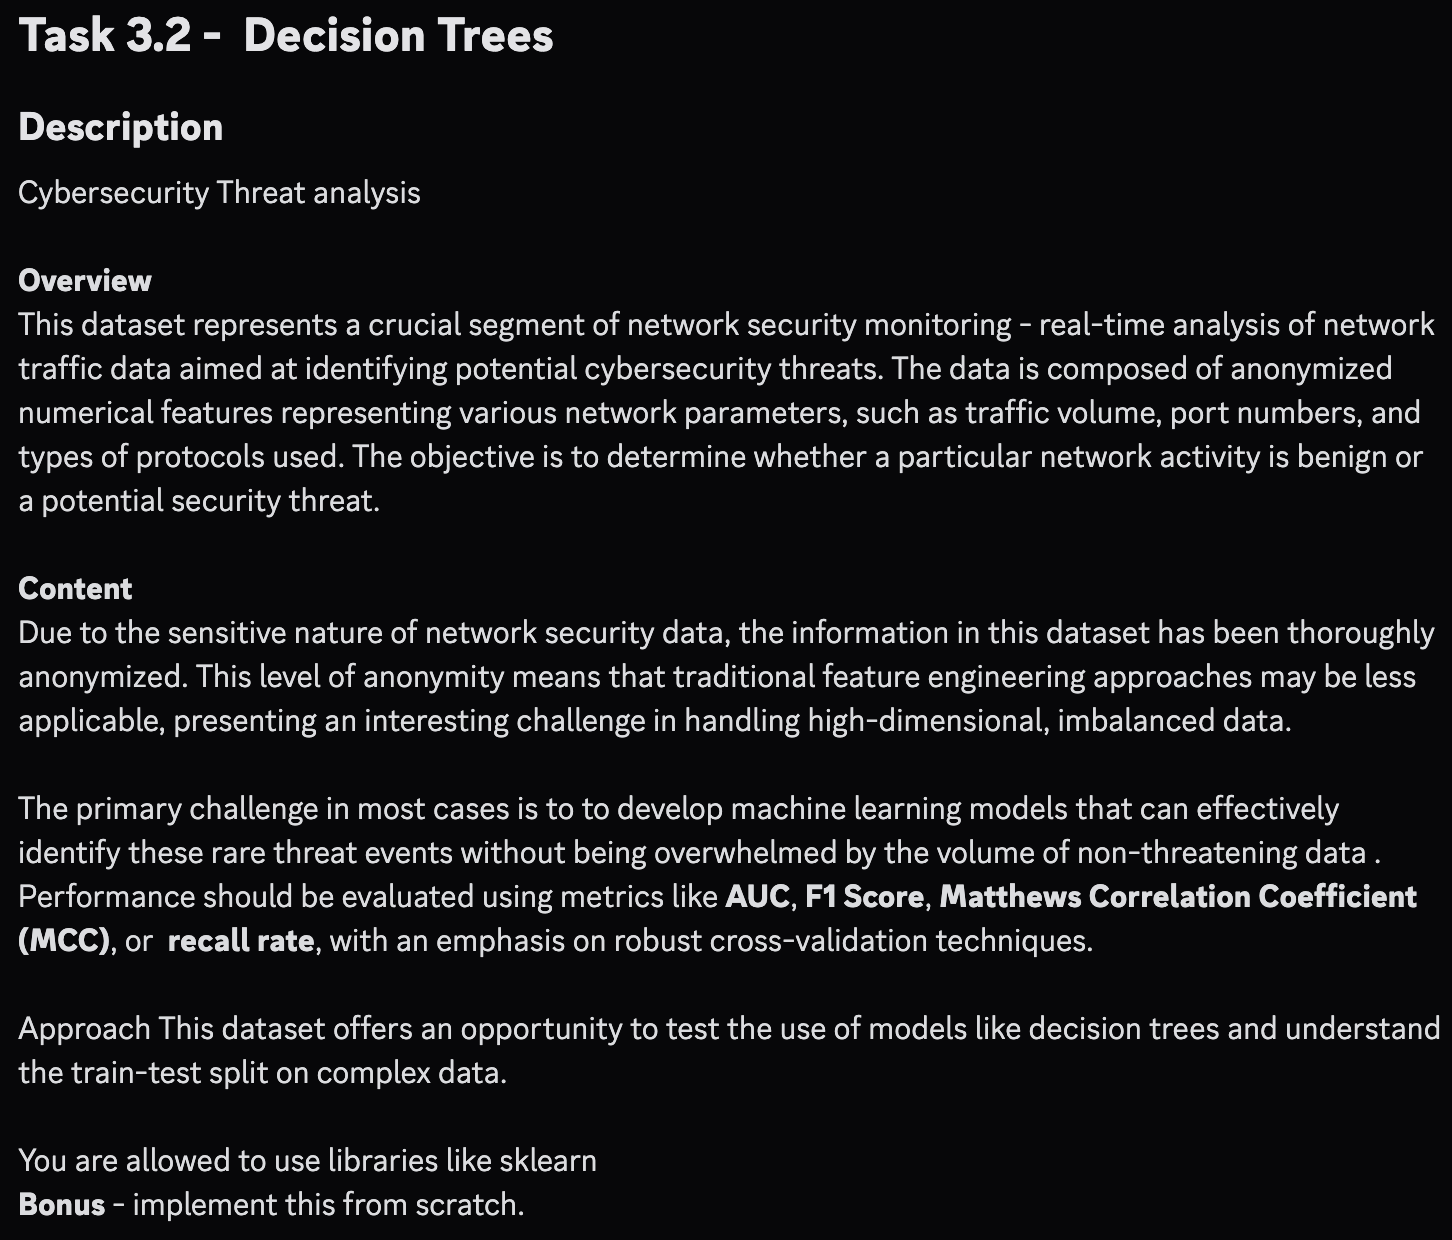 Task 3.2 - Decision Trees
Description
Cybersecurity Threat analysis
Overview
This dataset represents a crucial segment of network security monitoring - real-time analysis of network
traffic data aimed at identifying potential cybersecurity threats. The data is composed of anonymized
numerical features representing various network parameters, such as traffic volume, port numbers, and
types of protocols used. The objective is to determine whether a particular network activity is benign or
a potential security threat.
Content
Due to the sensitive nature of network security data, the information in this dataset has been thoroughly
anonymized. This level of anonymity means that traditional feature engineering approaches may be less
applicable, presenting an interesting challenge in handling high-dimensional, imbalanced data.
The primary challenge in most cases is to to develop machine learning models that can effectively
identify these rare threat events without being overwhelmed by the volume of non-threatening data .
Performance should be evaluated using metrics like AUC, F1 Score, Matthews Correlation Coefficient
(MCC), or recall rate, with an emphasis on robust cross-validation techniques.
Approach This dataset offers an opportunity to test the use of models like decision trees and understand
the train-test split on complex data.
You are allowed to use libraries like sklearn
Bonus - implement this from scratch.